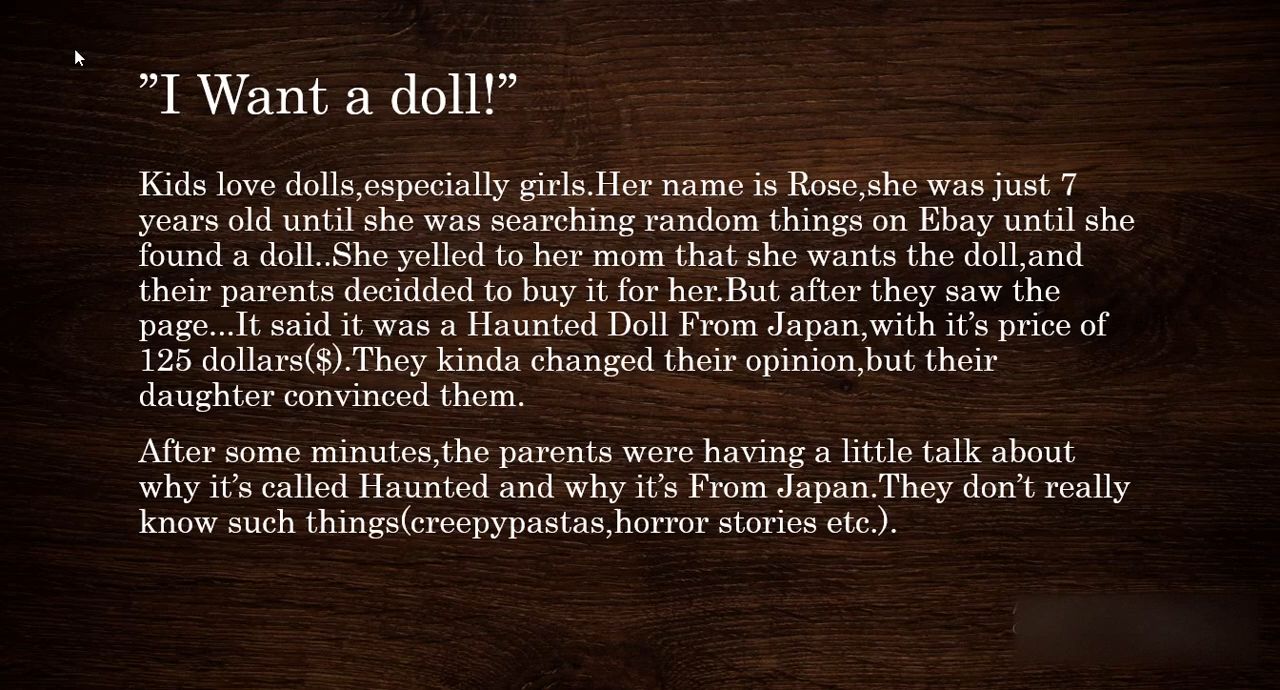 ”I Want a doll!”
Kids love dolls,especially girls.Her name is Rose,she was just 7
years old until she was searching random things on Ebay until she
found a doll..She yelled to her mom that she wants the doll,and
their parents decidded to buy it for her.But after they saw the
page...It said it was a Haunted Doll From Japan,with it’s price of
125 dollars($).They kinda changed their opinion,but their
daughter convinced them.
After some minutes,the parents were having a little talk about
why it’s called Haunted and why it’s From Japan.They don’t really
know such things(creepypastas,horror stories etc.).